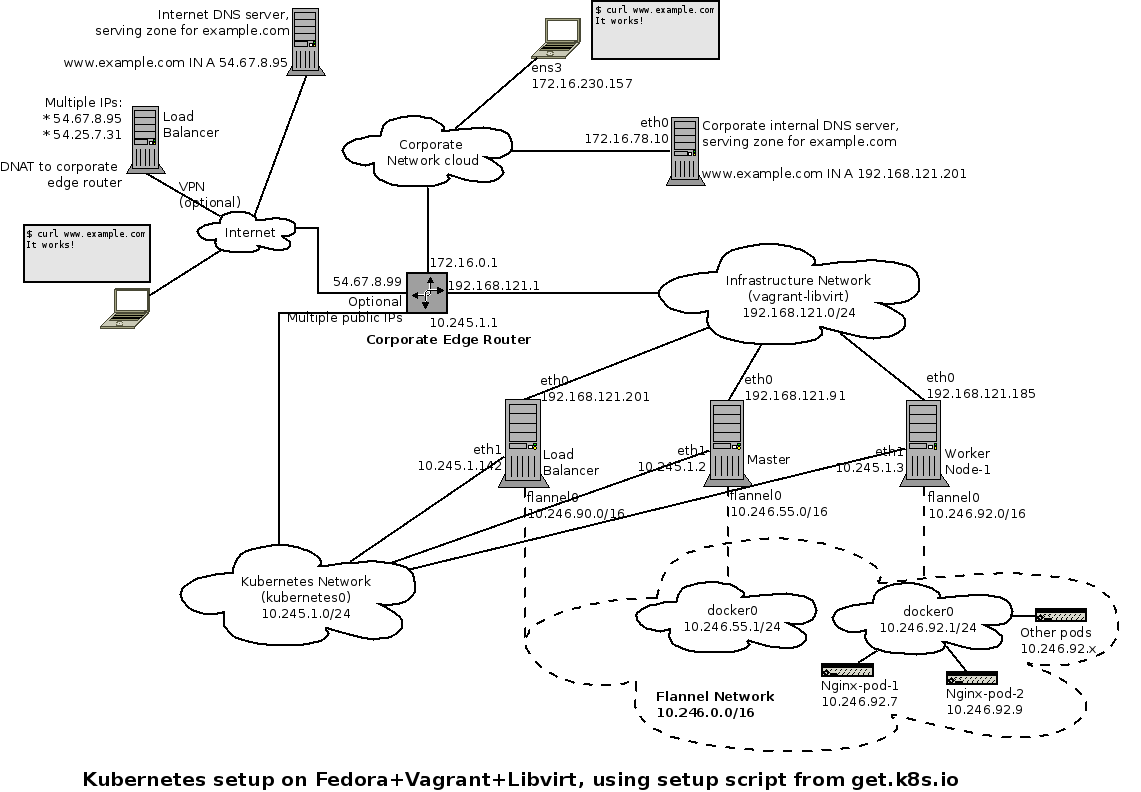 Internet DNS server,
serving zone for example.com
www.example.com IN A 54.67.8.95
$ curl www.example.com
It works!
ens3
172.16.230.157
Multiple IPs:
* 54.67.8.95
* 54.25.7.31
Load
Balancer
DNAT to corporate
edge router
VPN
(optional)
Corporate
Network cloud
eth0
172.16.78.10
Corporate internal DNS server,
serving zone for example.com
www.example.com IN A 192.168.121.201
Internet
$ curl www.example.com
It works!
172.16.0.1
54.67.8.99
192.168.121.1
Optional
Multiple public IPs
10.245.1.1
Corporate Edge Router
Infrastructure Network
(vagrant-libvirt)
192.168.121.0/24
eth0
192.168.121.201
eth0
192.168.121.91
eth0
192.168.121.185
eth1
10.245.1.142
Load
Balancer
eth1
10.245.1.2
Master
eth1
10.245.1.3
Worker
Node-1
flannel0
10.246.90.0/16
flannel0
10.246.55.0/16
flannel0
10.246.92.0/16
Kubernetes Network
(kubernetes0)
10.245.1.0/24
docker0
10.246.55.1/24
docker0
10.246.92.1/24
Other pods
10.246.92.x
Nginx-pod-1
10.246.92.7
Nginx-pod-2
10.246.92.9
Flannel Network
10.246.0.0/16
Kubernetes setup on Fedora+Vagrant+Libvirt, using setup script from get.k8s.io